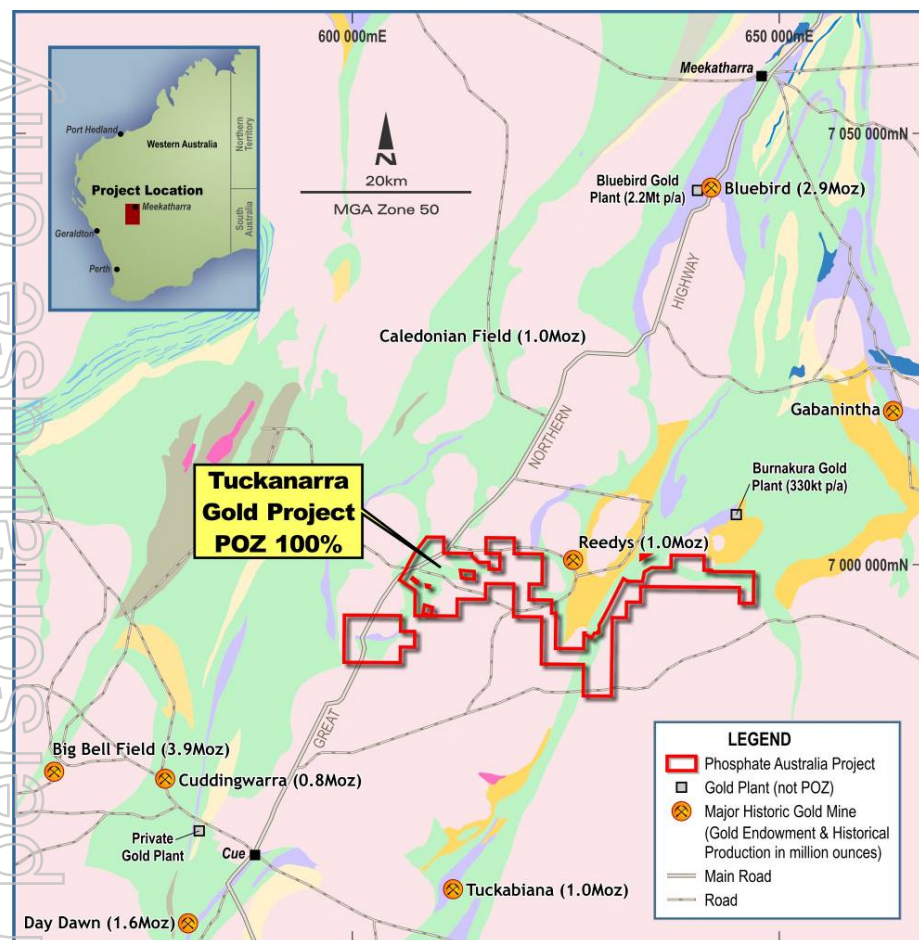 600 000mE
650 000mE
Meekatharra
7 050 000mN
Port Hedland
Western Australia
Northern
Territory
Project Location
Meekatharra
South
Australia
Geraldton
Perth
N
20km
MGA Zone 50
Bluebird Gold
Plant (2.2Mt p/a)
Bluebird (2.9Moz)
HIGHWAY
Caledonian Field (1.0Moz)
NORTHERN
Gabanintha
Tuckanarra
Gold Project
POZ 100%
Burnakura Gold
Plant (330kt p/a)
Reedys (1.0Moz)
7 000 000mN
GREAT
Big Bell Field (3.9Moz)
Cuddingwarra (0.8Moz)
Private
Gold Plant
Cue
Tuckabiana (1.0Moz)
Day Dawn (1.6Moz)
LEGEND
Phosphate Australia Project
Gold Plant (not POZ)
Major Historic Gold Mine
(Gold Endowment & Historical
Production in million ounces)
Main Road
Road
personal use only